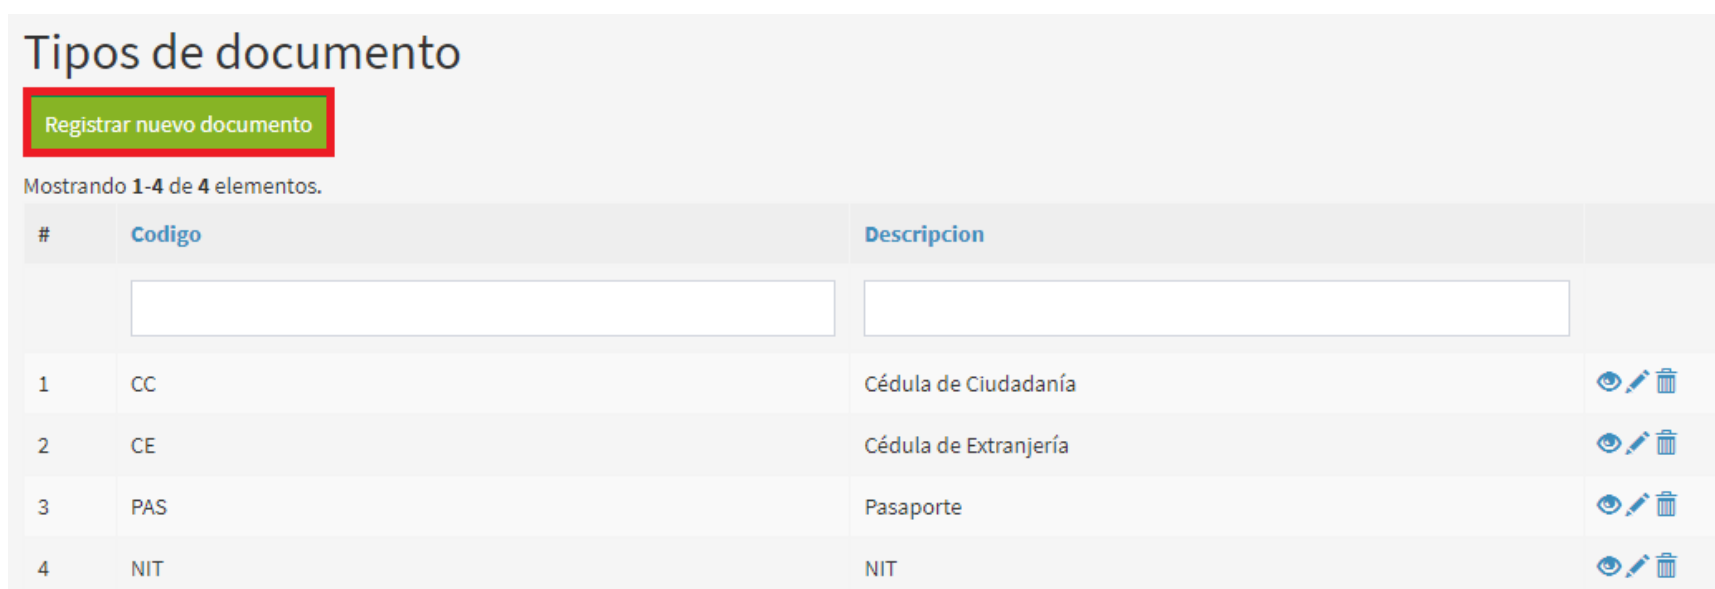 Tipos de documento
Registrar nuevo documento
Mostrando 1-4 de 4 elementos.
# Codigo Descripcion
1 CC Cédula de Ciudadanía
2 CE Cédula de Extranjería
3 PAS Pasaporte
4 NIT NIT